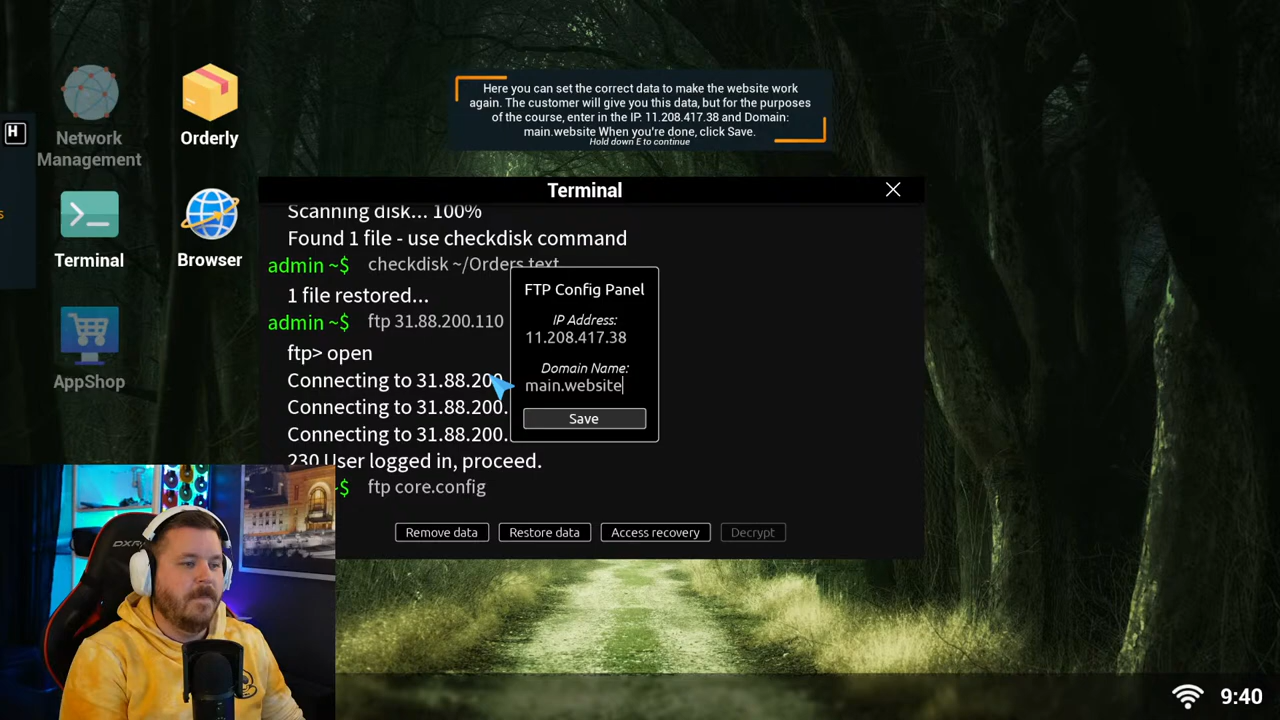 Network
Management
Orderly
H
s
Terminal
Browser
AppShop
Here you can set the correct data to make the website work
again. The customer will give you this data, but for the purposes
of the course, enter in the IP: 11.208.417.38 and Domain:
main.website When you're done, click Save.
Hold down E to continue
Terminal
Scanning disk... 100%
Found 1 file - use checkdisk command
admin ~$ checkdisk ~/Orders.text
1 file restored...
admin ~$ ftp 31.88.200.110
ftp> open
Connecting to 31.88.200.
Connecting to 31.88.200.
Connecting to 31.88.200.
230 User logged in, proceed.
~$ ftp core.config
FTP Config Panel
IP Address:
11.208.417.38
Domain Name:
main.website
Save
Remove data
Restore data
Access recovery
Decrypt
DXR
9:40